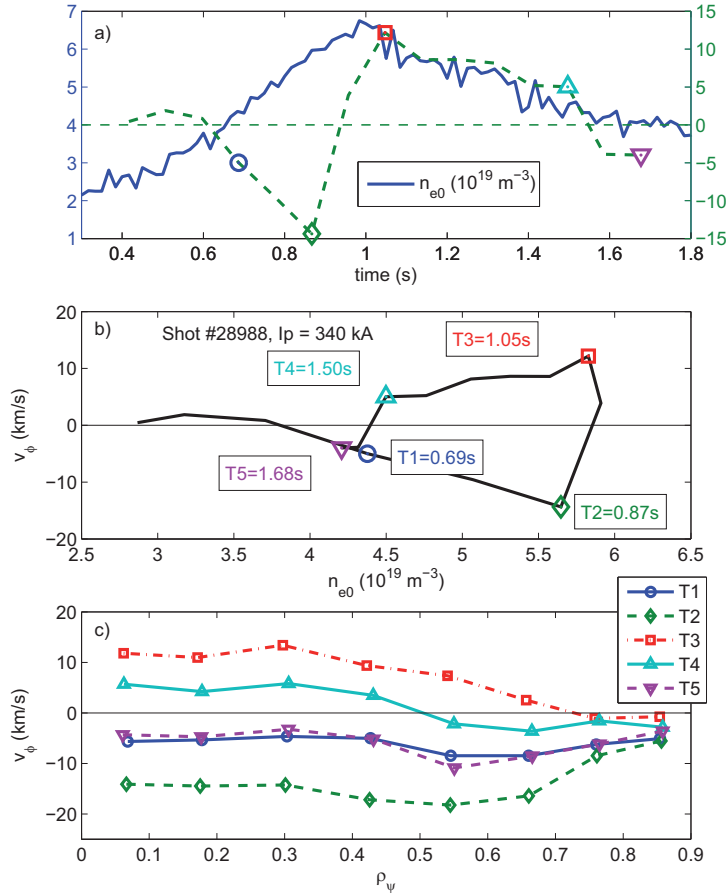 a)
7
6
5
4
3
2
1
15
10
5
0
−5
−10
−15
n_e0 (10^19 m^−3)
0.4 0.6 0.8 1 1.2 1.4 1.6 1.8
time (s)
b)
Shot #28988, Ip = 340 kA
T3=1.05s
T4=1.50s
T1=0.69s
T5=1.68s
T2=0.87s
20
10
0
−10
−20
v_ϕ (km/s)
2.5 3 3.5 4 4.5 5 5.5 6 6.5
n_e0 (10^19 m^−3)
T1
T2
T3
T4
T5
c)
20
10
0
−10
−20
v_ϕ (km/s)
0 0.1 0.2 0.3 0.4 0.5 0.6 0.7 0.8 0.9
ρ_ψ